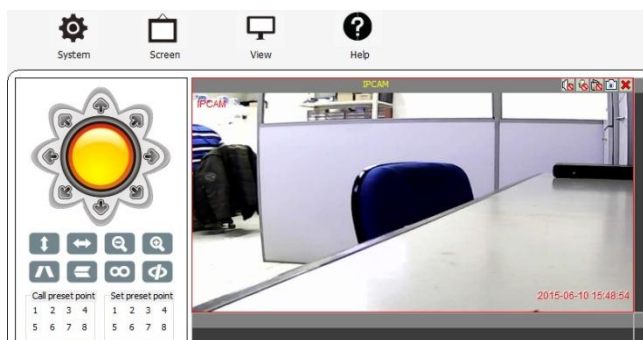 System Screen View Help
IPCAM
IPCAM
2015-06-10 15:48:54
Call preset point Set preset point
1 2 3 4 1 2 3 4
5 6 7 8 5 6 7 8